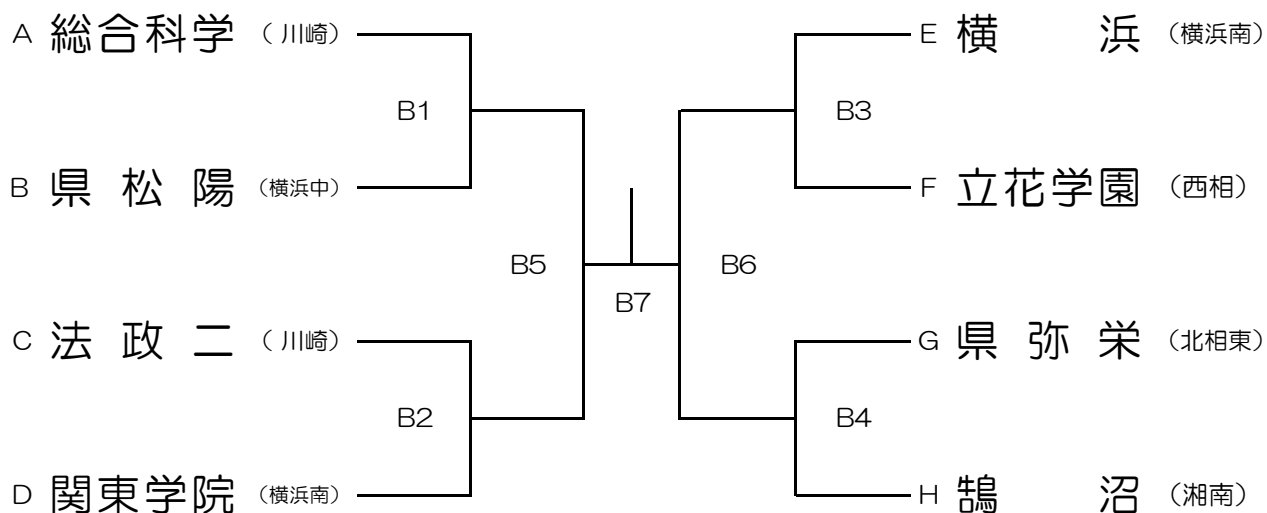 A 総合科学 （川崎）
B1
B 県松陽 （横浜中）
B5
C 法政二 （川崎）
B2
D 関東学院 （横浜南）
B7
E 横浜 （横浜南）
B3
F 立花学園 （西相）
B6
G 県弥栄 （北相東）
B4
H 鵠沼 （湘南）